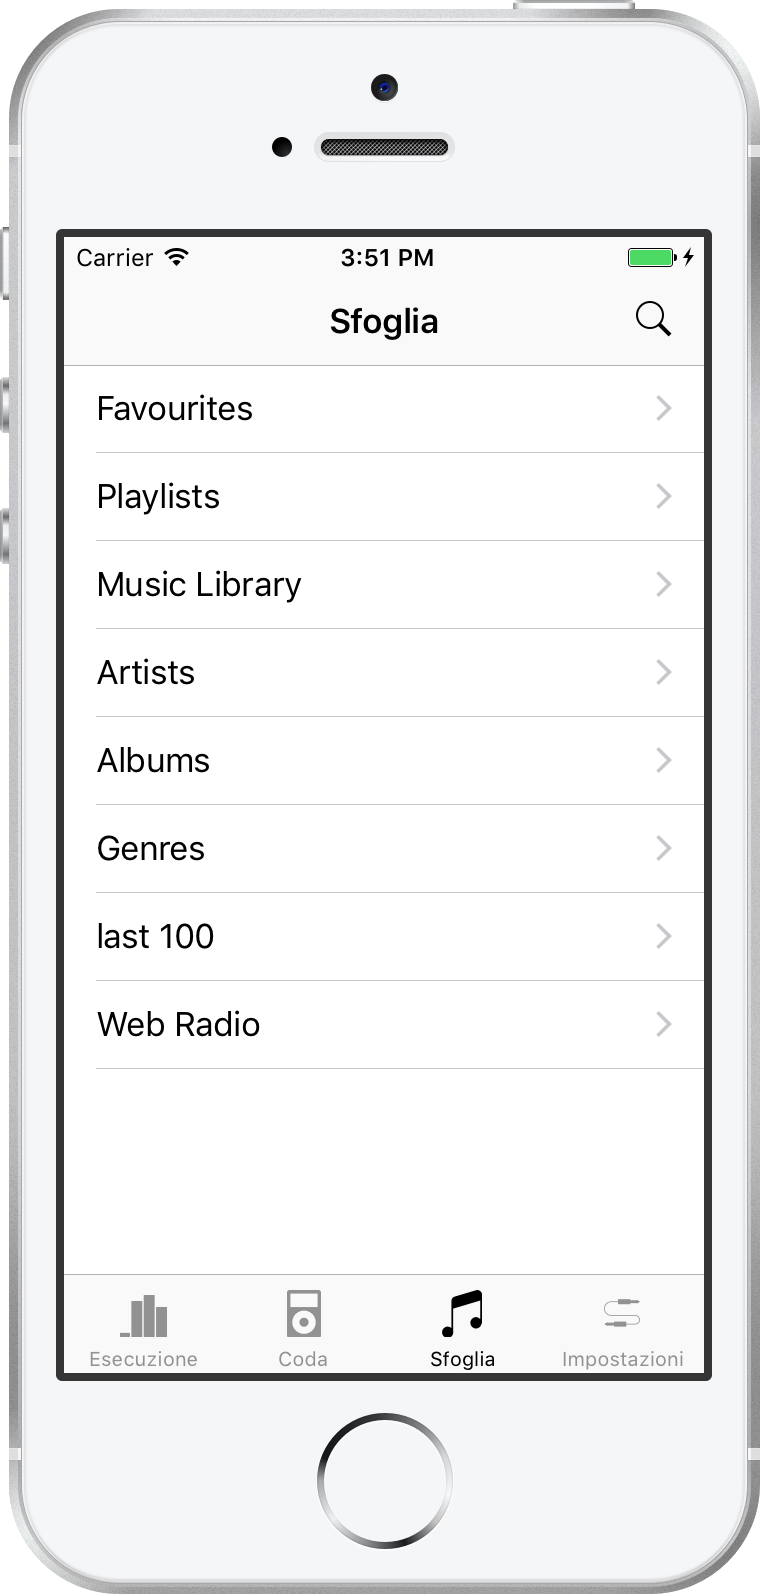 Carrier 3:51 PM
Sfoglia
Favourites
Playlists
Music Library
Artists
Albums
Genres
last 100
Web Radio
Esecuzione Coda Sfoglia Impostazioni